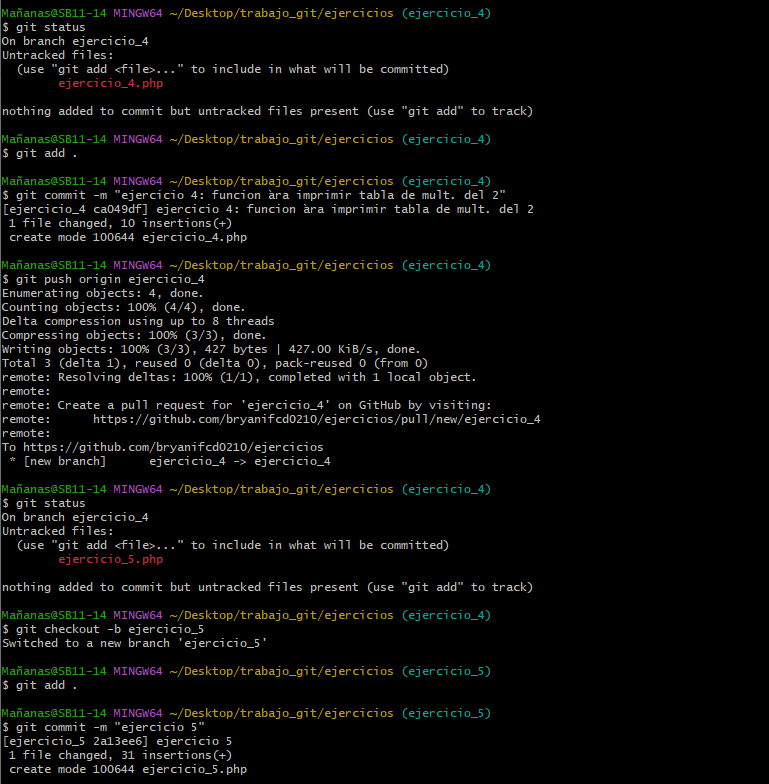 Mañanas@SB11-14 MINGW64 ~/Desktop/trabajo_git/ejercicios (ejercicio_4)
$ git status
On branch ejercicio_4
Untracked files:
  (use "git add <file>..." to include in what will be committed)
        ejercicio_4.php

nothing added to commit but untracked files present (use "git add" to track)

Mañanas@SB11-14 MINGW64 ~/Desktop/trabajo_git/ejercicios (ejercicio_4)
$ git add .

Mañanas@SB11-14 MINGW64 ~/Desktop/trabajo_git/ejercicios (ejercicio_4)
$ git commit -m "ejercicio 4: funcion àra imprimir tabla de mult. del 2"
[ejercicio_4 ca049df] ejercicio 4: funcion àra imprimir tabla de mult. del 2
 1 file changed, 10 insertions(+)
 create mode 100644 ejercicio_4.php

Mañanas@SB11-14 MINGW64 ~/Desktop/trabajo_git/ejercicios (ejercicio_4)
$ git push origin ejercicio_4
Enumerating objects: 4, done.
Counting objects: 100% (4/4), done.
Delta compression using up to 8 threads
Compressing objects: 100% (3/3), done.
Writing objects: 100% (3/3), 427 bytes | 427.00 KiB/s, done.
Total 3 (delta 1), reused 0 (delta 0), pack-reused 0 (from 0)
remote: Resolving deltas: 100% (1/1), completed with 1 local object.
remote:
remote: Create a pull request for 'ejercicio_4' on GitHub by visiting:
remote:      https://github.com/bryanifcd0210/ejercicios/pull/new/ejercicio_4
remote:
To https://github.com/bryanifcd0210/ejercicios
 * [new branch]      ejercicio_4 -> ejercicio_4

Mañanas@SB11-14 MINGW64 ~/Desktop/trabajo_git/ejercicios (ejercicio_4)
$ git status
On branch ejercicio_4
Untracked files:
  (use "git add <file>..." to include in what will be committed)
        ejercicio_5.php

nothing added to commit but untracked files present (use "git add" to track)

Mañanas@SB11-14 MINGW64 ~/Desktop/trabajo_git/ejercicios (ejercicio_4)
$ git checkout -b ejercicio_5
Switched to a new branch 'ejercicio_5'

Mañanas@SB11-14 MINGW64 ~/Desktop/trabajo_git/ejercicios (ejercicio_5)
$ git add .

Mañanas@SB11-14 MINGW64 ~/Desktop/trabajo_git/ejercicios (ejercicio_5)
$ git commit -m "ejercicio 5"
[ejercicio_5 2a13ee6] ejercicio 5
 1 file changed, 31 insertions(+)
 create mode 100644 ejercicio_5.php